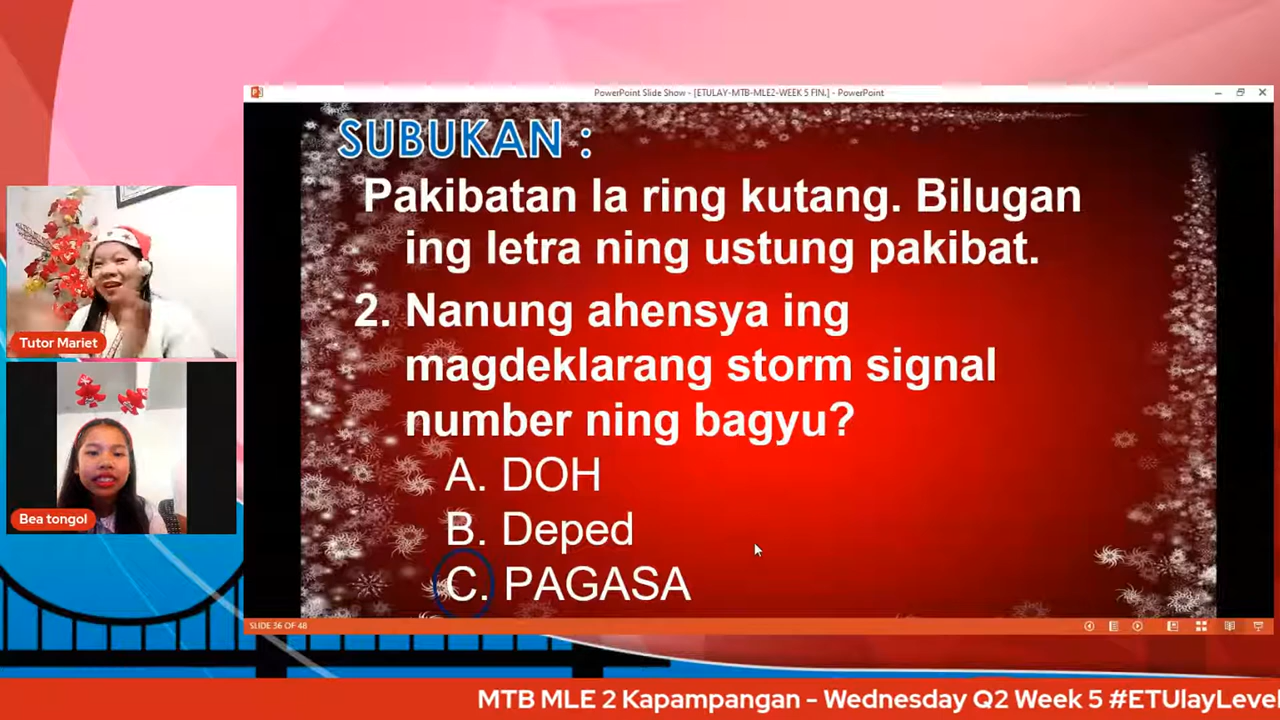 PowerPoint Slide Show - [ETULAY-MTB-MLE2-WEEK 5 FIN.] - PowerPoint
SUBUKAN :
Pakibatan la ring kutang. Bilugan
ing letra ning ustung pakibat.
2. Nanung ahensya ing
magdeklarang storm signal
number ning bagyu?
A. DOH
B. Deped
C. PAGASA
SLIDE 36 OF 48
Tutor Mariet
Bea tongol
MTB MLE 2 Kapampangan - Wednesday Q2 Week 5 #ETUlayLevel